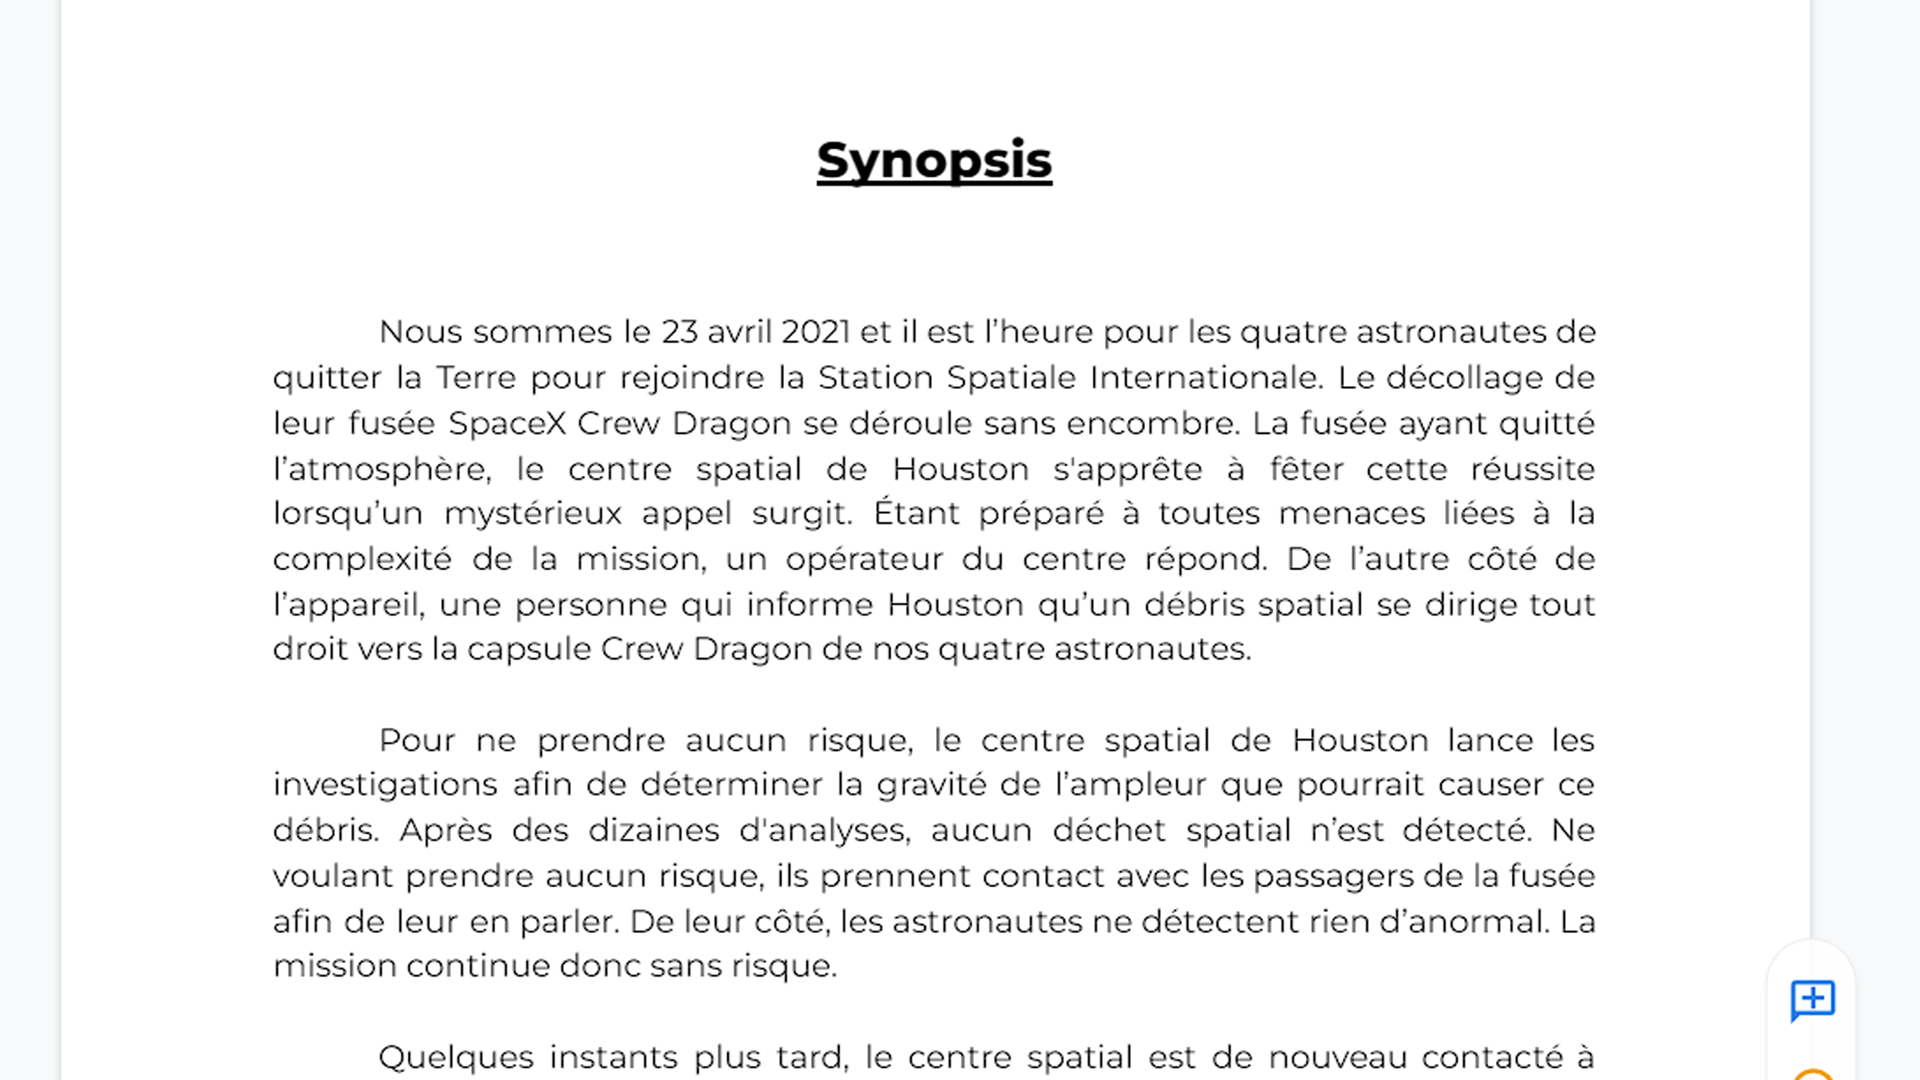 Synopsis
Nous sommes le 23 avril 2021 et il est l’heure pour les quatre astronautes de
quitter la Terre pour rejoindre la Station Spatiale Internationale. Le décollage de
leur fusée SpaceX Crew Dragon se déroule sans encombre. La fusée ayant quitté
l’atmosphère, le centre spatial de Houston s'apprête à fêter cette réussite
lorsqu’un mystérieux appel surgit. Étant préparé à toutes menaces liées à la
complexité de la mission, un opérateur du centre répond. De l’autre côté de
l’appareil, une personne qui informe Houston qu’un débris spatial se dirige tout
droit vers la capsule Crew Dragon de nos quatre astronautes.
Pour ne prendre aucun risque, le centre spatial de Houston lance les
investigations afin de déterminer la gravité de l’ampleur que pourrait causer ce
débris. Après des dizaines d'analyses, aucun déchet spatial n’est détecté. Ne
voulant prendre aucun risque, ils prennent contact avec les passagers de la fusée
afin de leur en parler. De leur côté, les astronautes ne détectent rien d’anormal. La
mission continue donc sans risque.
Quelques instants plus tard, le centre spatial est de nouveau contacté à